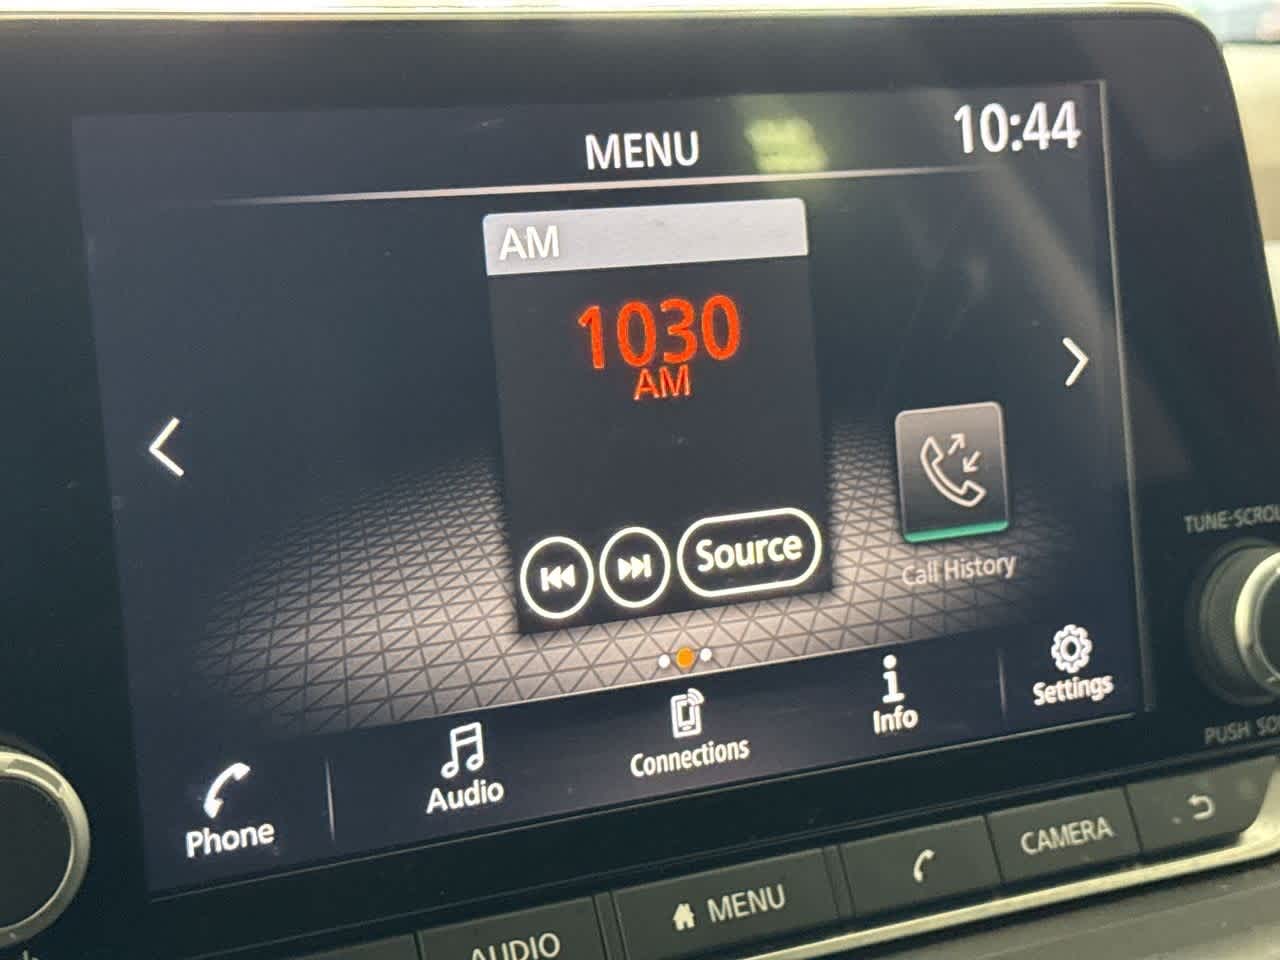 MENU
10:44
AM
1030
AM
Source
Call History
TUNE-SCROL
Phone
Audio
Connections
Info
Settings
PUSH SO
AUDIO
MENU
CAMERA